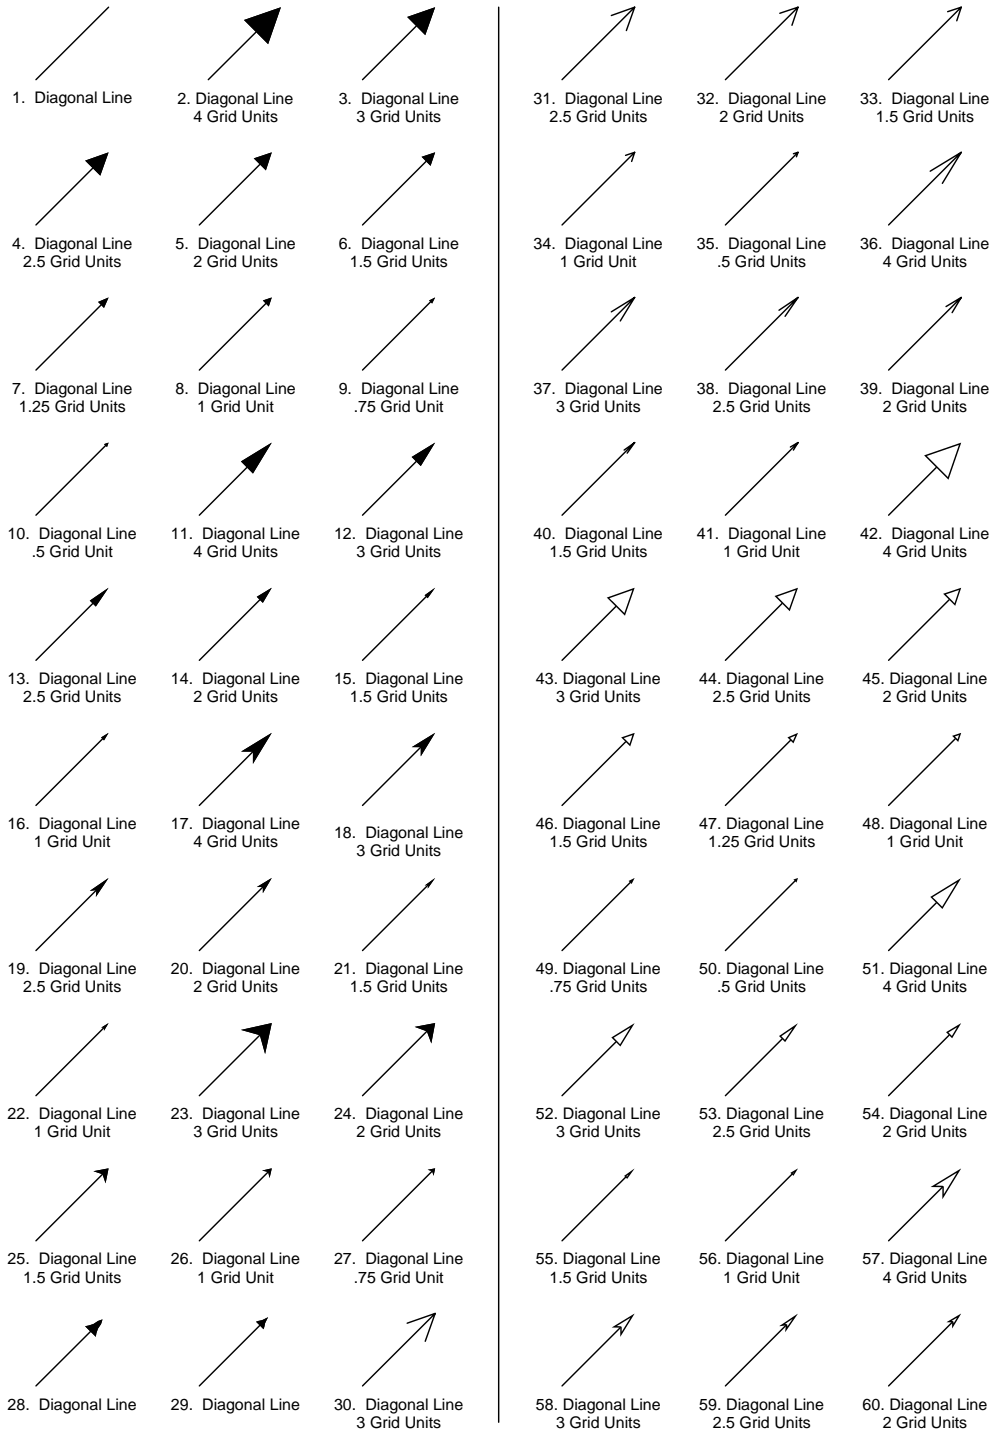 1.  Diagonal Line
2. Diagonal Line
4 Grid Units
3.  Diagonal Line
3 Grid Units
4.  Diagonal Line
2.5 Grid Units
5.  Diagonal Line
2 Grid Units
6.  Diagonal Line
1.5 Grid Units
7.  Diagonal Line
1.25 Grid Units
8.  Diagonal Line
1 Grid Unit
9.  Diagonal Line
.75 Grid Unit
10.  Diagonal Line
.5 Grid Unit
11.  Diagonal Line
4 Grid Units
12.  Diagonal Line
3 Grid Units
13.  Diagonal Line
2.5 Grid Units
14.  Diagonal Line
2 Grid Units
15.  Diagonal Line
1.5 Grid Units
16.  Diagonal Line
1 Grid Unit
17.  Diagonal Line
4 Grid Units
18.  Diagonal Line
3 Grid Units
19.  Diagonal Line
2.5 Grid Units
20.  Diagonal Line
2 Grid Units
21.  Diagonal Line
1.5 Grid Units
22.  Diagonal Line
1 Grid Unit
23.  Diagonal Line
3 Grid Units
24.  Diagonal Line
2 Grid Units
25.  Diagonal Line
1.5 Grid Units
26.  Diagonal Line
1 Grid Unit
27.  Diagonal Line
.75 Grid Unit
28.  Diagonal Line
29.  Diagonal Line
30.  Diagonal Line
3 Grid Units
31.  Diagonal Line
2.5 Grid Units
32.  Diagonal Line
2 Grid Units
33.  Diagonal Line
1.5 Grid Units
34.  Diagonal Line
1 Grid Unit
35.  Diagonal Line
.5 Grid Units
36.  Diagonal Line
4 Grid Units
37.  Diagonal Line
3 Grid Units
38.  Diagonal Line
2.5 Grid Units
39.  Diagonal Line
2 Grid Units
40.  Diagonal Line
1.5 Grid Units
41.  Diagonal Line
1 Grid Unit
42.  Diagonal Line
4 Grid Units
43. Diagonal Line
3 Grid Units
44. Diagonal Line
2.5 Grid Units
45. Diagonal Line
2 Grid Units
46. Diagonal Line
1.5 Grid Units
47. Diagonal Line
1.25 Grid Units
48. Diagonal Line
1 Grid Unit
49. Diagonal Line
.75 Grid Units
50. Diagonal Line
.5 Grid Units
51. Diagonal Line
4 Grid Units
52. Diagonal Line
3 Grid Units
53. Diagonal Line
2.5 Grid Units
54. Diagonal Line
2 Grid Units
55. Diagonal Line
1.5 Grid Units
56. Diagonal Line
1 Grid Unit
57. Diagonal Line
4 Grid Units
58. Diagonal Line
3 Grid Units
59. Diagonal Line
2.5 Grid Units
60. Diagonal Line
2 Grid Units